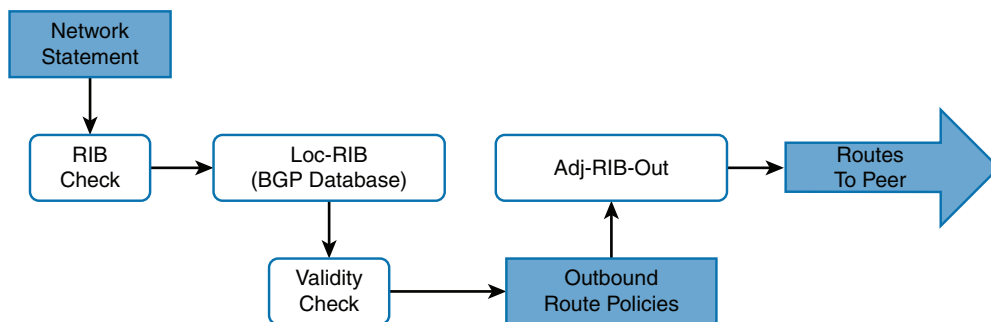 Network
Statement
RIB
Check
Loc-RIB
(BGP Database)
Validity
Check
Outbound
Route Policies
Adj-RIB-Out
Routes
To Peer